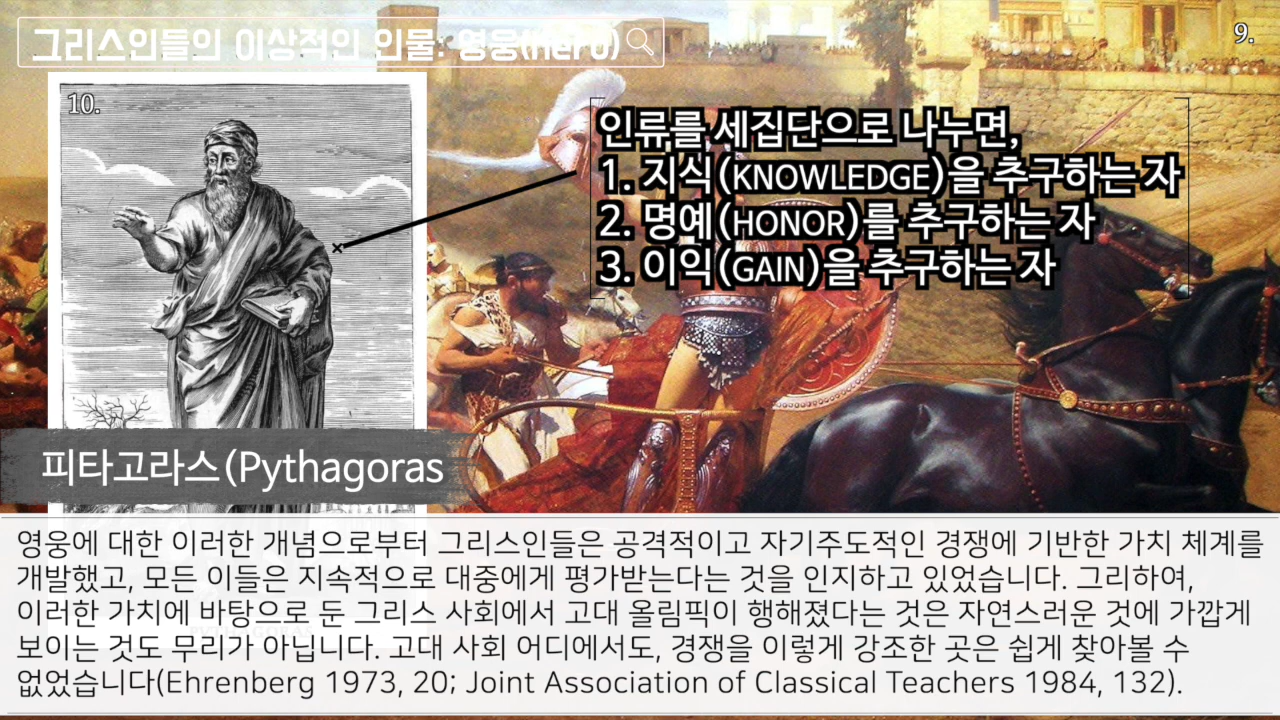 그리스인들의 이상적인 인물: 영웅(Hero)
9.
10.
인류를 세집단으로 나누면,
1. 지식(KNOWLEDGE)을 추구하는 자
2. 명예(HONOR)를 추구하는 자
3. 이익(GAIN)을 추구하는 자
피타고라스(Pythagoras
영웅에 대한 이러한 개념으로부터 그리스인들은 공격적이고 자기주도적인 경쟁에 기반한 가치 체계를
개발했고, 모든 이들은 지속적으로 대중에게 평가받는다는 것을 인지하고 있었습니다. 그리하여,
이러한 가치에 바탕으로 둔 그리스 사회에서 고대 올림픽이 행해졌다는 것은 자연스러운 것에 가깝게
보이는 것도 무리가 아닙니다. 고대 사회 어디에서도, 경쟁을 이렇게 강조한 곳은 쉽게 찾아볼 수
없었습니다(Ehrenberg 1973, 20; Joint Association of Classical Teachers 1984, 132).